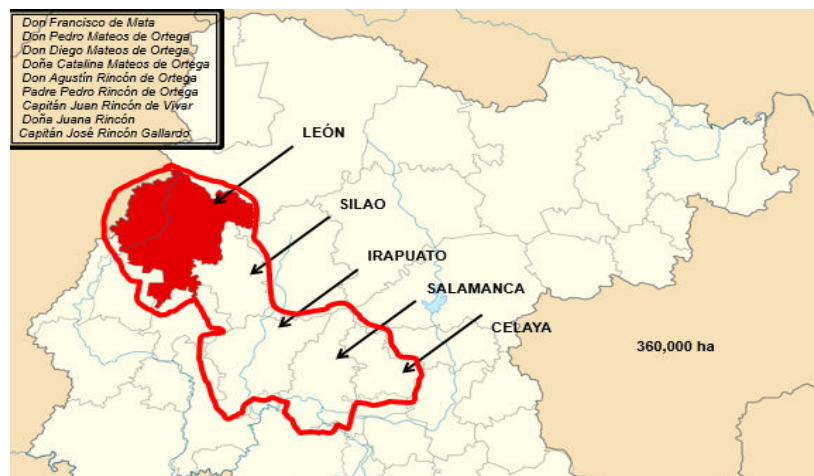 Don Francisco de Mata
Don Pedro Mateos de Ortega
Don Diego Mateos de Ortega
Doña Catalina Mateos de Ortega
Don Agustín Rincón de Ortega
Padre Pedro Rincón de Ortega
Capitán Juan Rincón de Vivar
Doña Juana Rincón
Capitán José Rincón Gallardo
LEÓN
SILAO
IRAPUATO
SALAMANCA
CELAYA
360,000 ha